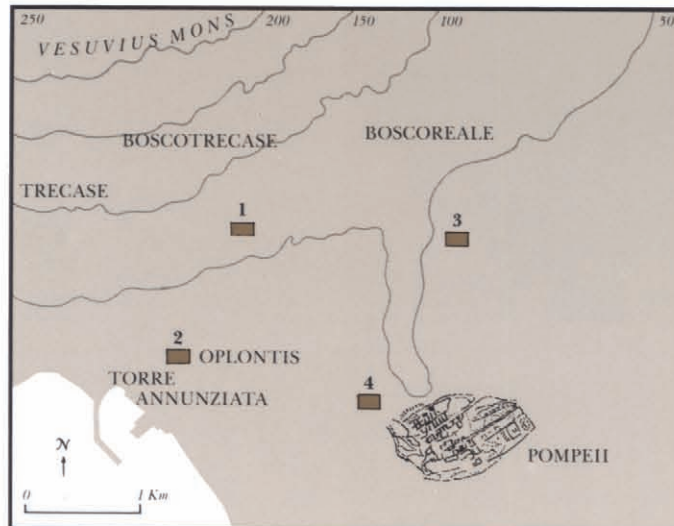 250
200
150
100
50
VESUVIUS MONS
BOSCOTRECASE
BOSCOREALE
TRECASE
1
3
2
OPLONTIS
TORRE
ANNUNZIATA
4
POMPEII
N
0 1 Km